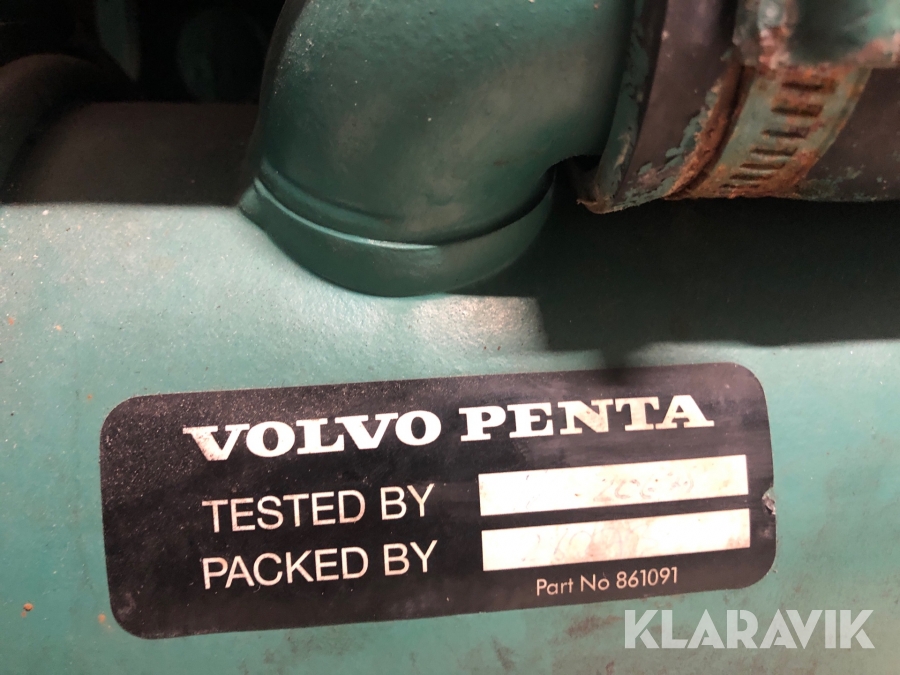 VOLVO PENTA
TESTED BY
PACKED BY
Part No 861091
KLARAVIK